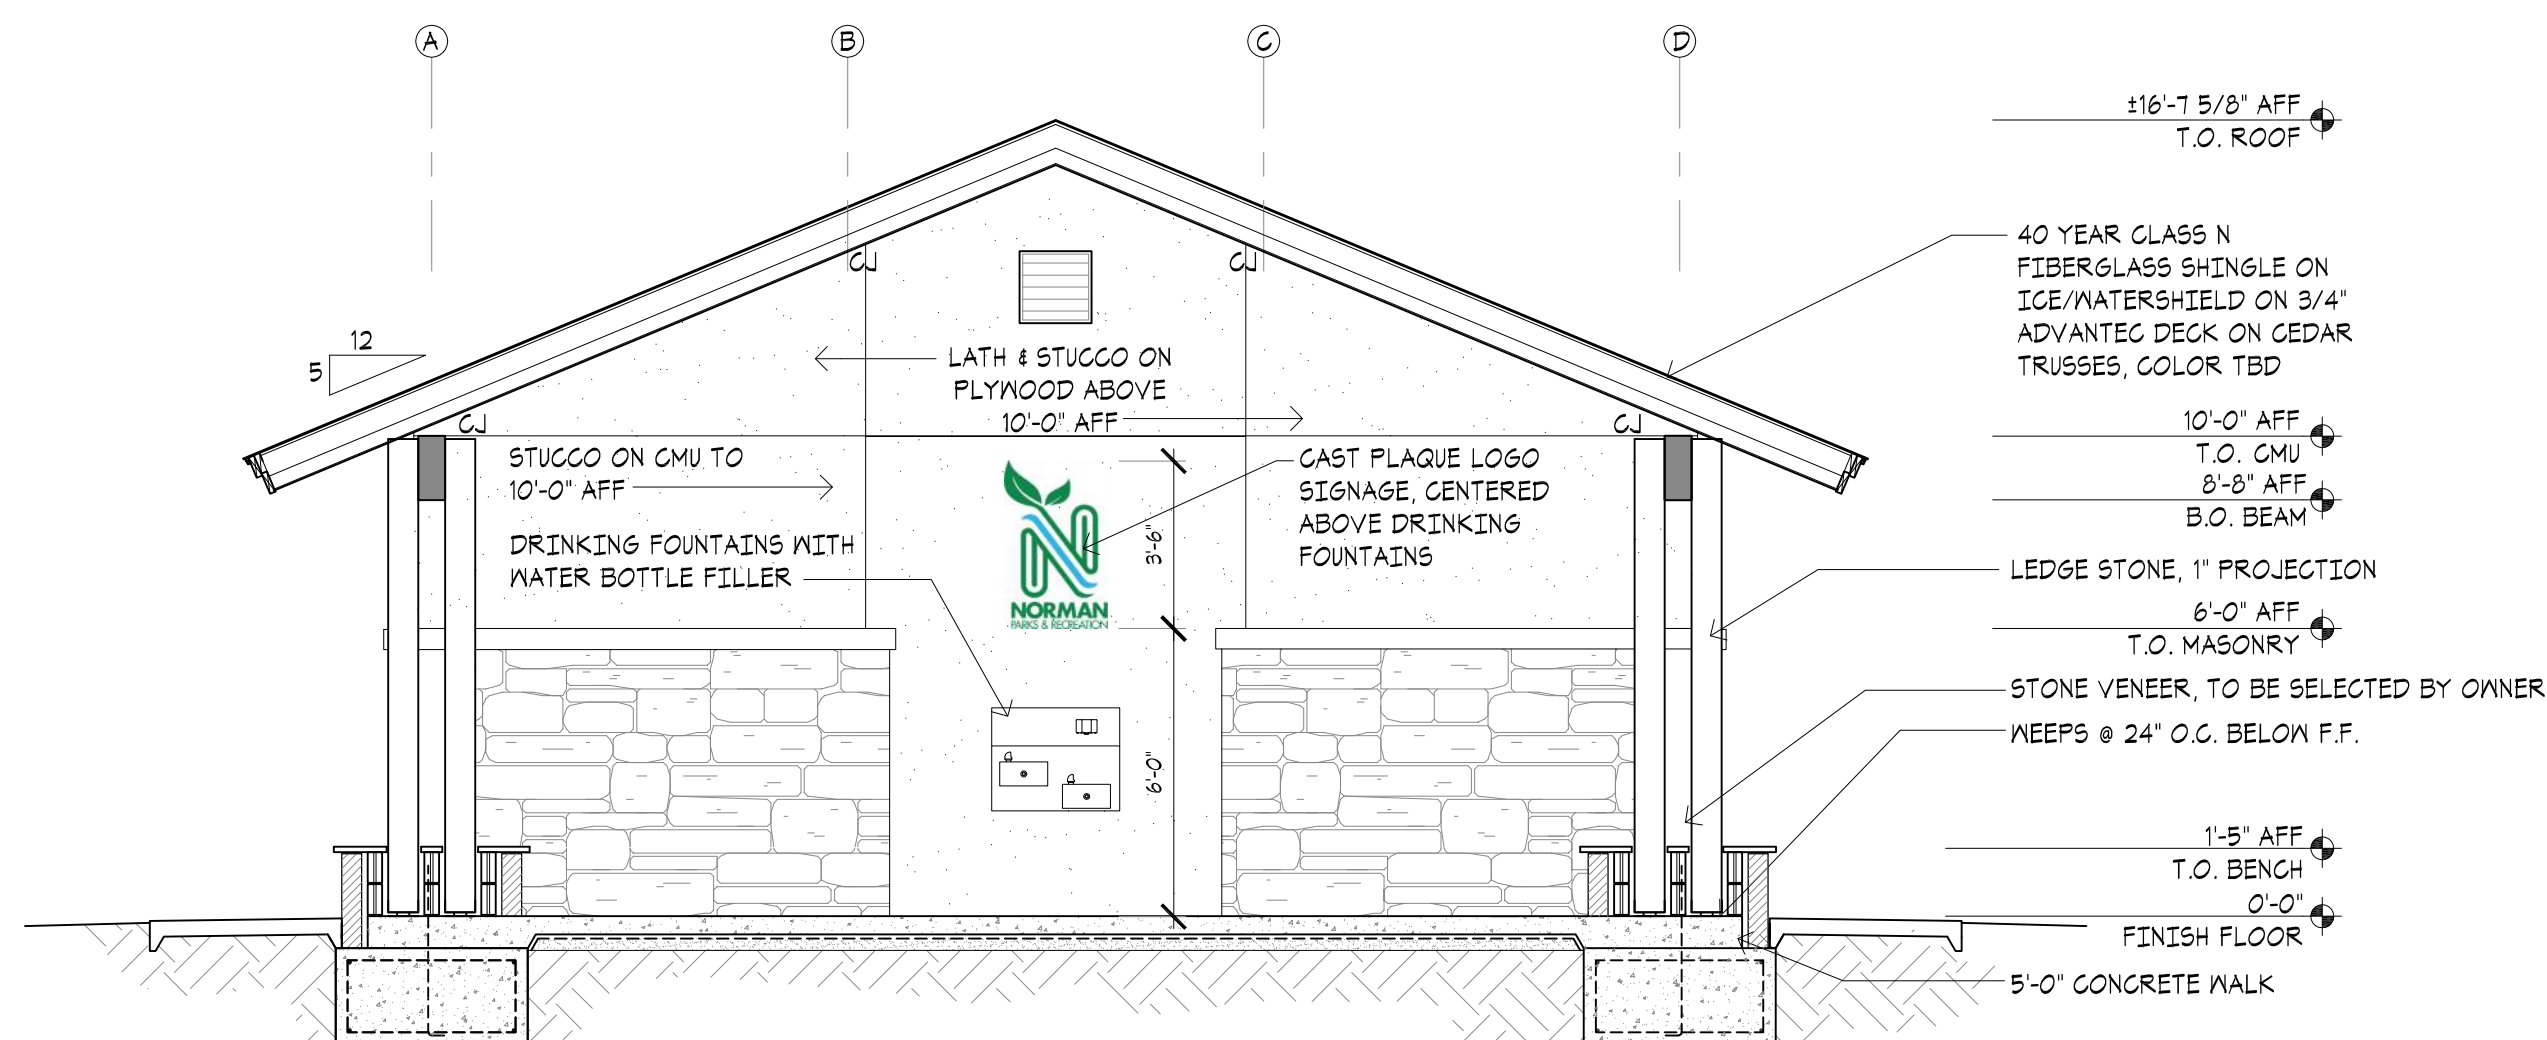 A
B
C
D
±16'-7 5/8" AFF
T.O. ROOF
40 YEAR CLASS N
FIBERGLASS SHINGLE ON
ICE/WATERSHIELD ON 3/4"
ADVANTEC DECK ON CEDAR
TRUSSES, COLOR TBD
CJ
CJ
12
5
LATH & STUCCO ON
PLYWOOD ABOVE
10'-0" AFF
CJ
CJ
10'-0" AFF
T.O. CMU
8'-8" AFF
B.O. BEAM
STUCCO ON CMU TO
10'-0" AFF
DRINKING FOUNTAINS WITH
WATER BOTTLE FILLER
NORMAN
PARKS & RECREATION
3'-6"
CAST PLAQUE LOGO
SIGNAGE, CENTERED
ABOVE DRINKING
FOUNTAINS
LEDGE STONE, 1" PROJECTION
6'-0" AFF
T.O. MASONRY
STONE VENEER, TO BE SELECTED BY OWNER
WEEPS @ 24" O.C. BELOW F.F.
6'-0"
1'-5" AFF
T.O. BENCH
0'-0"
FINISH FLOOR
5'-0" CONCRETE WALK